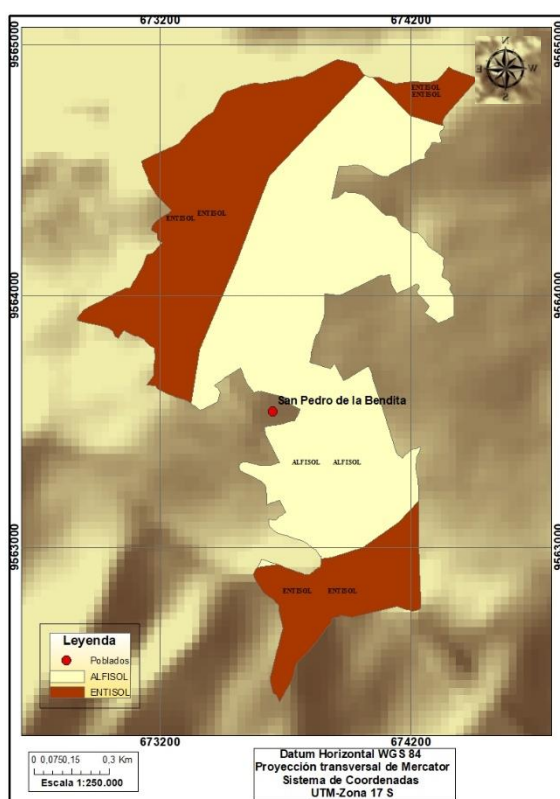 673200 674200
9565000 9565000
N
E W
S
ENTISOL
ENTISOL
ENTISOL ENTISOL
9564000 9564000
San Pedro de la Bendita
ALFISOL ALFISOL
9563000 9563000
ENTISOL ENTISOL
Leyenda
Poblados
ALFISOL
ENTISOL
673200 674200
0 0,0750,15 0,3 Km
Escala 1:250.000
Datum Horizontal WGS 84
Proyección transversal de Mercator
Sistema de Coordenadas
UTM-Zona 17 S